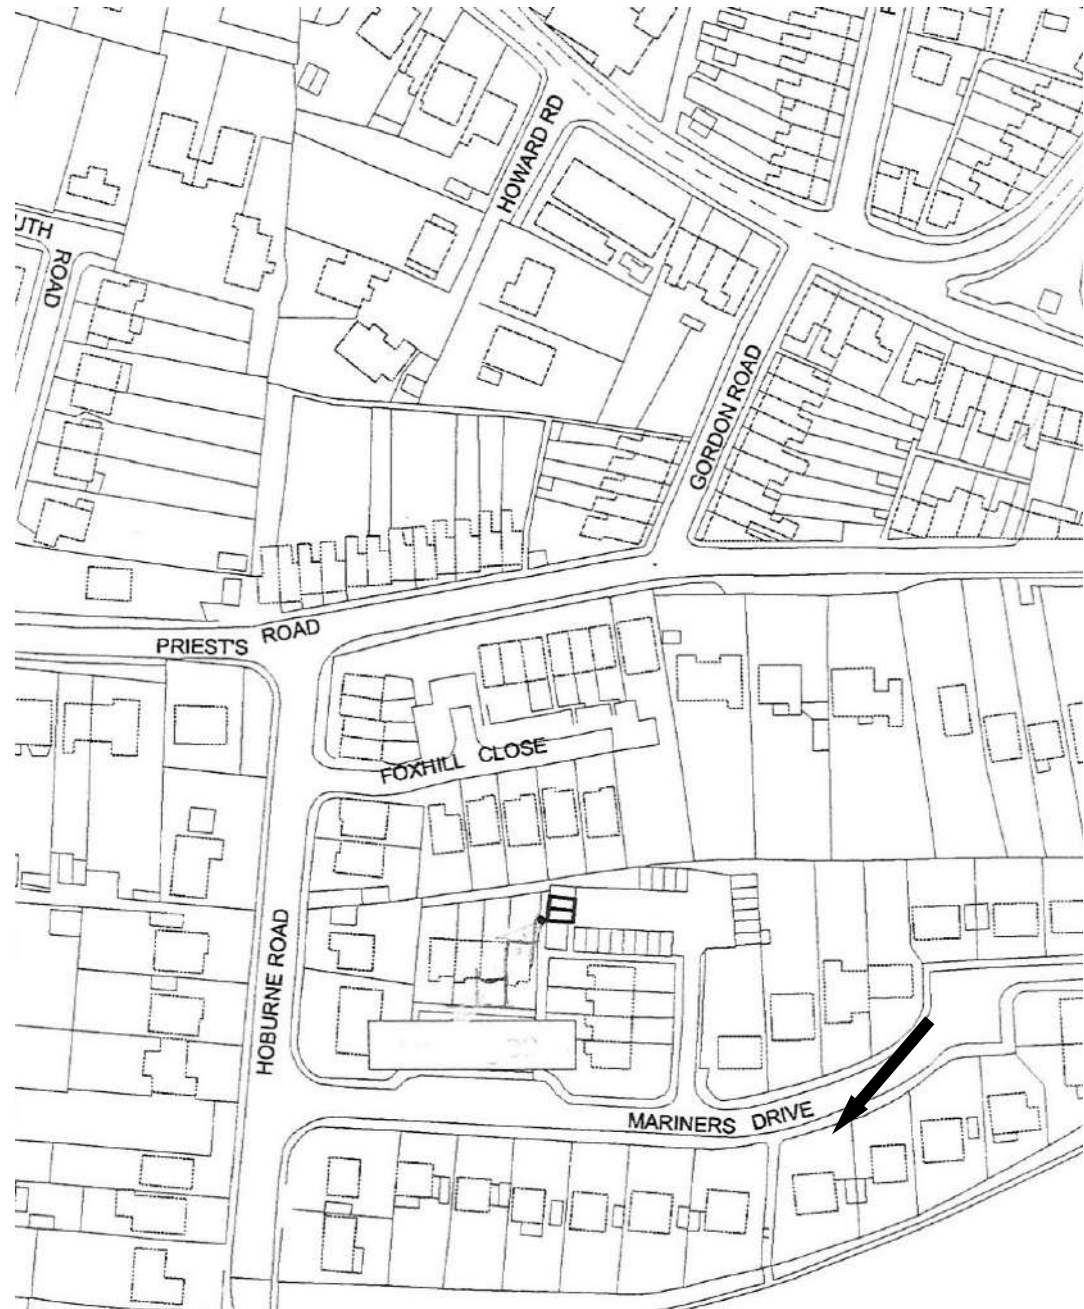 HOWARD RD
UTH
ROAD
GORDON ROAD
PRIEST'S ROAD
FOXHILL CLOSE
HOBURNE ROAD
MARINERS DRIVE